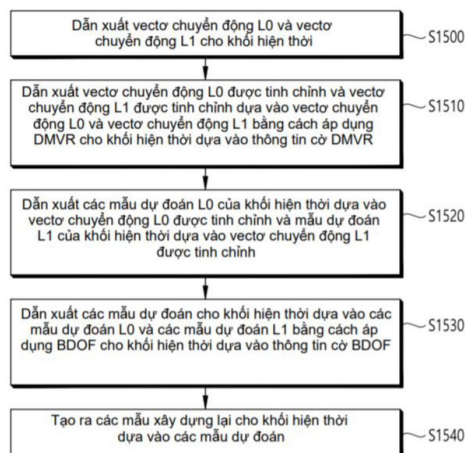 Dẫn xuất vectơ chuyển động L0 và vectơ
chuyển động L1 cho khối hiện thời
S1500
Dẫn xuất vectơ chuyển động L0 được tinh chỉnh và vectơ
chuyển động L1 được tinh chỉnh dựa vào vectơ chuyển
động L0 và vectơ chuyển động L1 bằng cách áp dụng
DMVR cho khối hiện thời dựa vào thông tin cờ DMVR
S1510
Dẫn xuất các mẫu dự đoán L0 của khối hiện thời dựa vào
vectơ chuyển động L0 được tinh chỉnh và mẫu dự đoán
L1 của khối hiện thời dựa vào vectơ chuyển động L1
được tinh chỉnh
S1520
Dẫn xuất các mẫu dự đoán cho khối hiện thời dựa vào các
mẫu dự đoán L0 và các mẫu dự đoán L1 bằng cách áp
dụng BDOF cho khối hiện thời dựa vào thông tin cờ BDOF
S1530
Tạo ra các mẫu xây dựng lại cho khối hiện thời
dựa vào các mẫu dự đoán
S1540